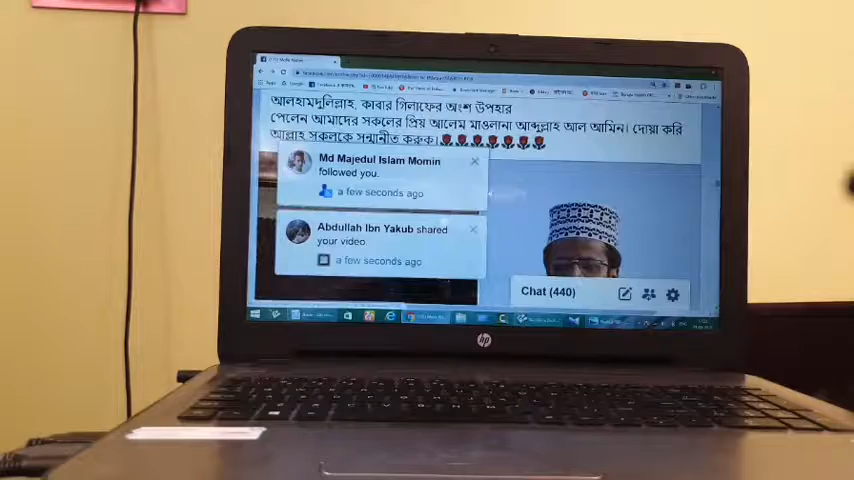 আলহামদুলিল্লাহ, কাবার গিলাফের অংশ উপহার
পেলেন আমাদের সকলের প্রিয় আলেম মাওলানা আব্দুল্লাহ আল আমিন। দোয়া করি
আল্লাহ সকলকে সম্মানীত করুক।
Md Majedul Islam Momin
followed you.
a few seconds ago
Abdullah Ibn Yakub shared
your video
a few seconds ago
Chat (440)
hp